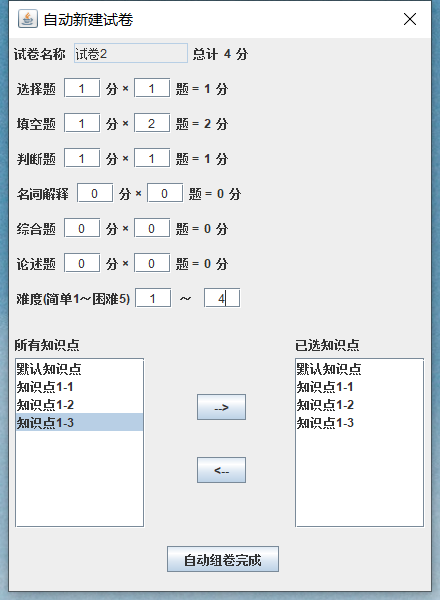 自动新建试卷
试卷名称 试卷2 总计 4 分
选择题 1 分 × 1 题 = 1 分
填空题 1 分 × 2 题 = 2 分
判断题 1 分 × 1 题 = 1 分
名词解释 0 分 × 0 题 = 0 分
综合题 0 分 × 0 题 = 0 分
论述题 0 分 × 0 题 = 0 分
难度(简单1～困难5) 1 ～ 4
所有知识点 已选知识点
默认知识点 默认知识点
知识点1-1 知识点1-1
知识点1-2 知识点1-2
知识点1-3 知识点1-3
-->
<--
自动组卷完成